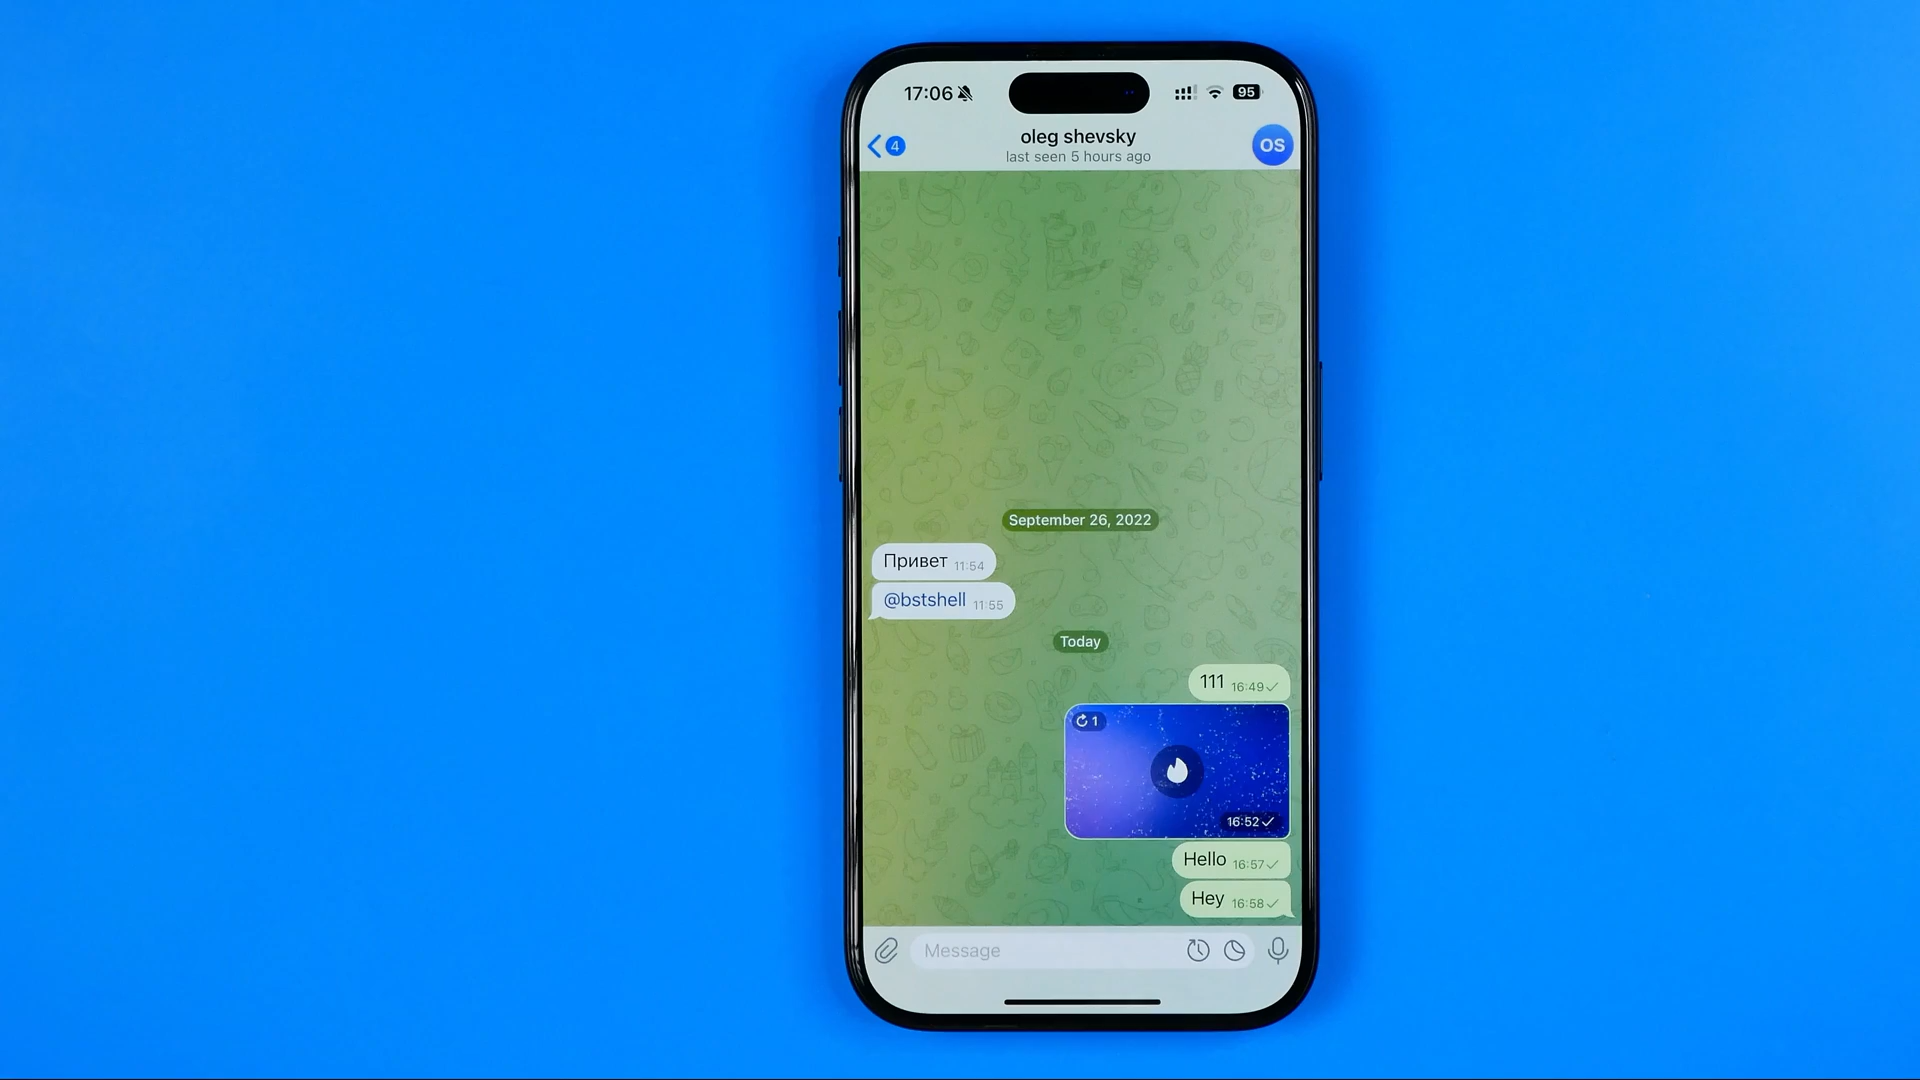 17:06
95
4
oleg shevsky
last seen 5 hours ago
OS
September 26, 2022
Привет 11:54
@bstshell 11:55
Today
111 16:49
1
16:52
Hello 16:57
Hey 16:58
Message